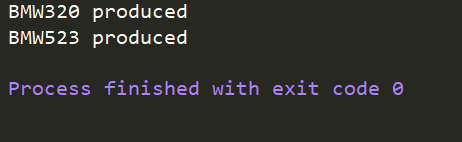 BMW320 produced
BMW523 produced
Process finished with exit code 0